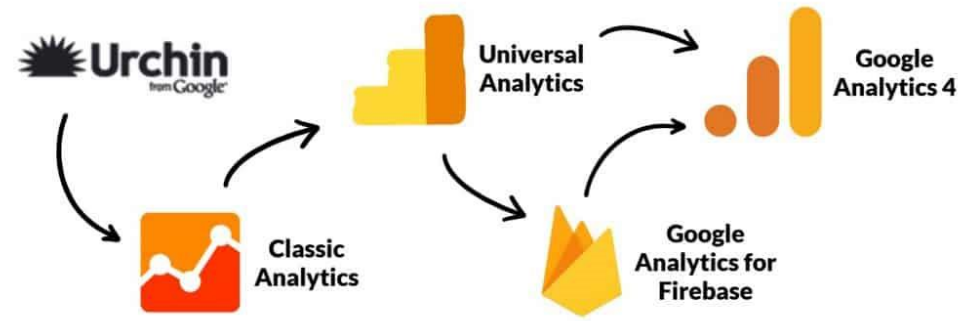 Urchin
from Google
Universal
Analytics
Google
Analytics 4
Classic
Analytics
Google
Analytics for
Firebase